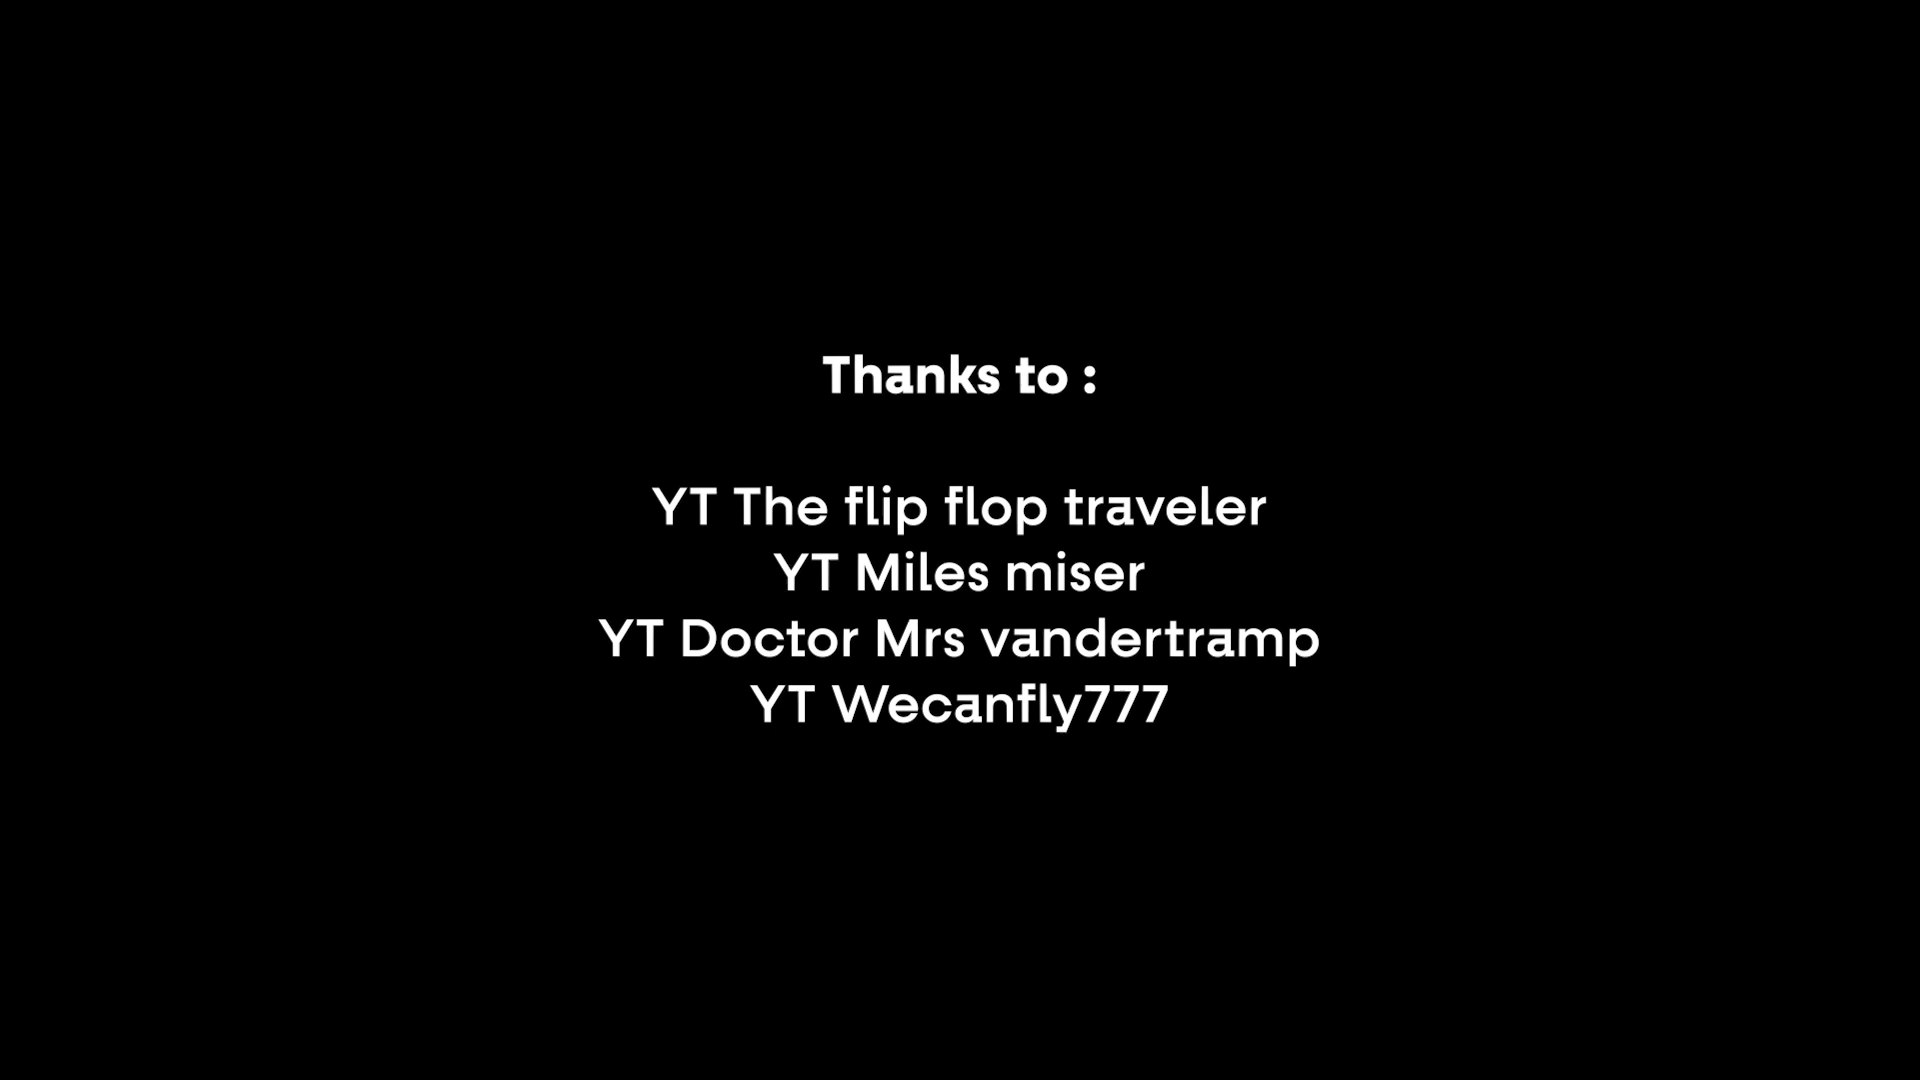 Thanks to :
YT The flip flop traveler
YT Miles miser
YT Doctor Mrs vandertramp
YT Wecanfly777